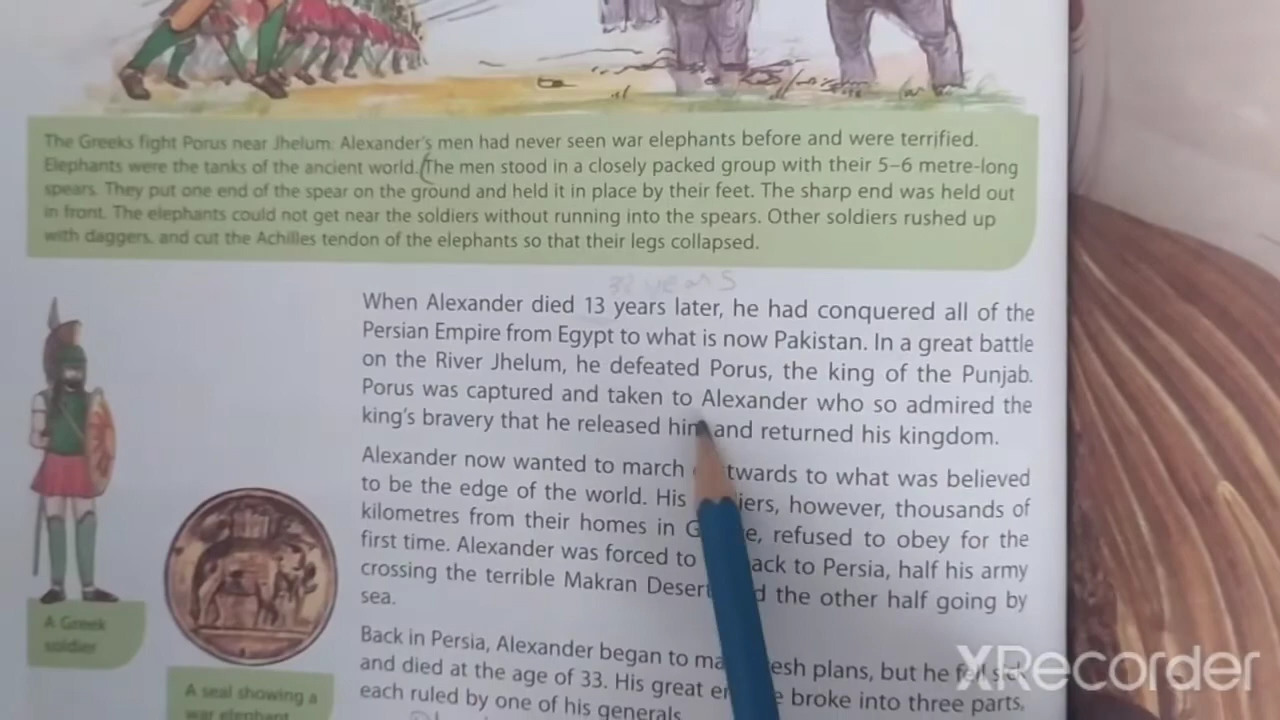 The Greeks fight Porus near Jhelum. Alexander's men had never seen war elephants before and were terrified.
Elephants were the tanks of the ancient world. The men stood in a closely packed group with their 5–6 metre-long
spears. They put one end of the spear on the ground and held it in place by their feet. The sharp end was held out
in front. The elephants could not get near the soldiers without running into the spears. Other soldiers rushed up
with daggers, and cut the Achilles tendon of the elephants so that their legs collapsed.
years
When Alexander died 13 years later, he had conquered all of the
Persian Empire from Egypt to what is now Pakistan. In a great battle
on the River Jhelum, he defeated Porus, the king of the Punjab.
Porus was captured and taken to Alexander who so admired the
king's bravery that he released him and returned his kingdom.
Alexander now wanted to march twards to what was believed
to be the edge of the world. His iers, however, thousands of
kilometres from their homes in G e, refused to obey for the
first time. Alexander was forced to ack to Persia, half his army
crossing the terrible Makran Desert d the other half going by
sea.
Back in Persia, Alexander began to ma esh plans, but he fell sick
and died at the age of 33. His great em e broke into three parts,
each ruled by one of his generals.
A Greek
soldier
A seal showing a
war elephant
XRecorder